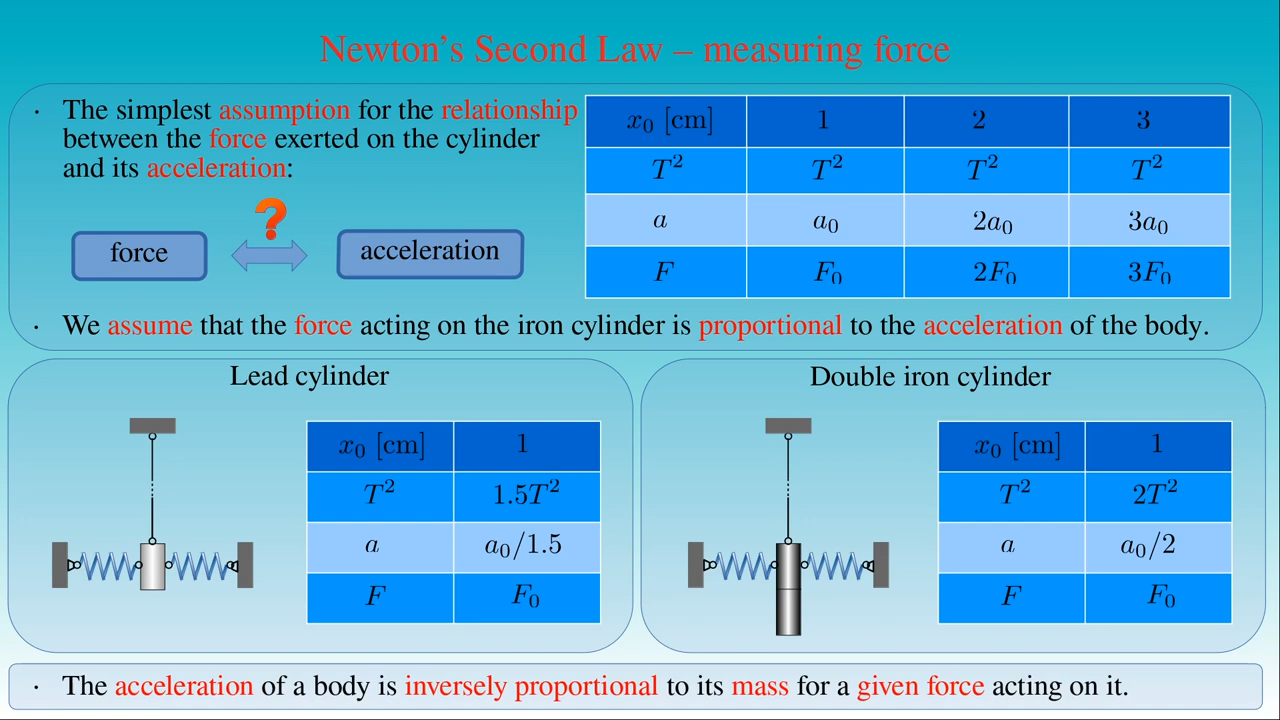 Newton's Second Law – measuring force
· The simplest assumption for the relationship
between the force exerted on the cylinder
and its acceleration:
?
force
acceleration
x₀ [cm] 1 2 3
T² T² T² T²
a a₀ 2a₀ 3a₀
F F₀ 2F₀ 3F₀
· We assume that the force acting on the iron cylinder is proportional to the acceleration of the body.
Lead cylinder
x₀ [cm] 1
T² 1.5T²
a a₀/1.5
F F₀
Double iron cylinder
x₀ [cm] 1
T² 2T²
a a₀/2
F F₀
· The acceleration of a body is inversely proportional to its mass for a given force acting on it.